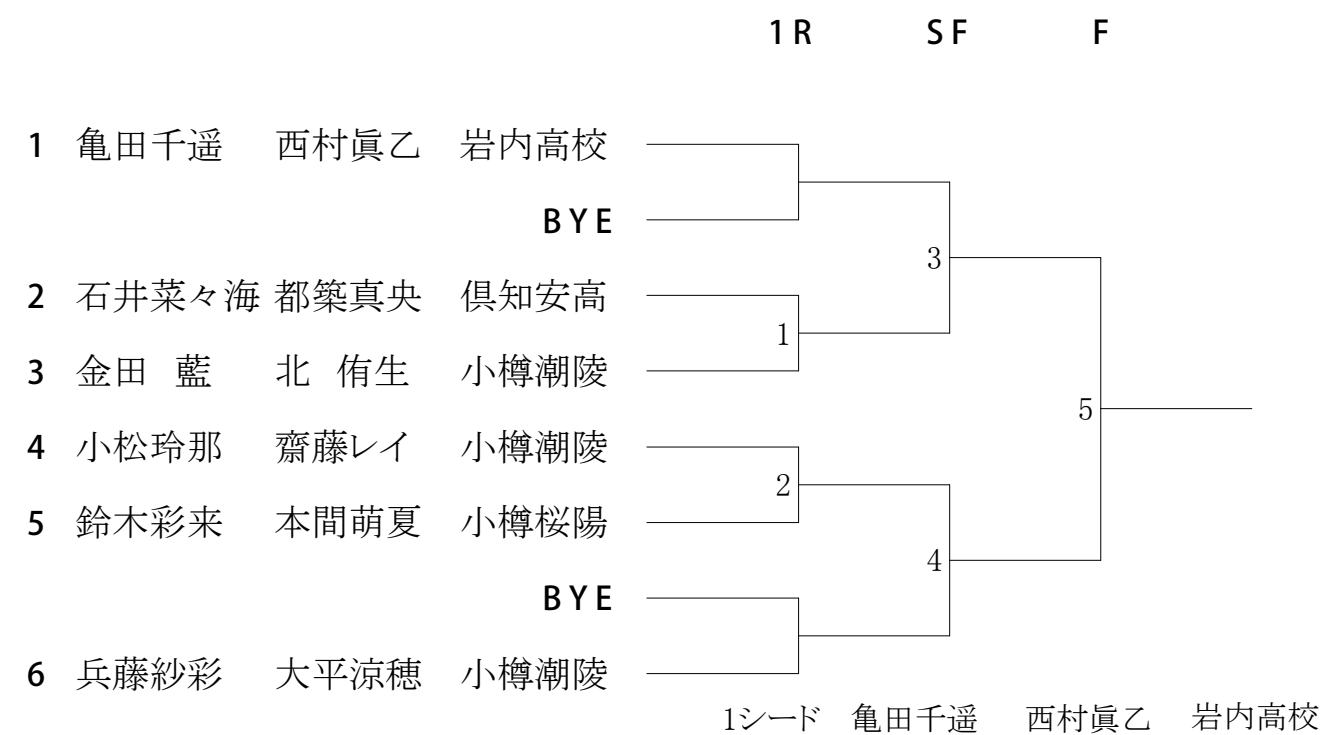 1R SF F
1 亀田千遥 西村眞乙 岩内高校
BYE
3
2 石井菜々海 都築真央 倶知安高
1
3 金田 藍 北 侑生 小樽潮陵
5
4 小松玲那 齋藤レイ 小樽潮陵
2
5 鈴木彩来 本間萌夏 小樽桜陽
4
BYE
6 兵藤紗彩 大平涼穂 小樽潮陵
1シード 亀田千遥 西村眞乙 岩内高校